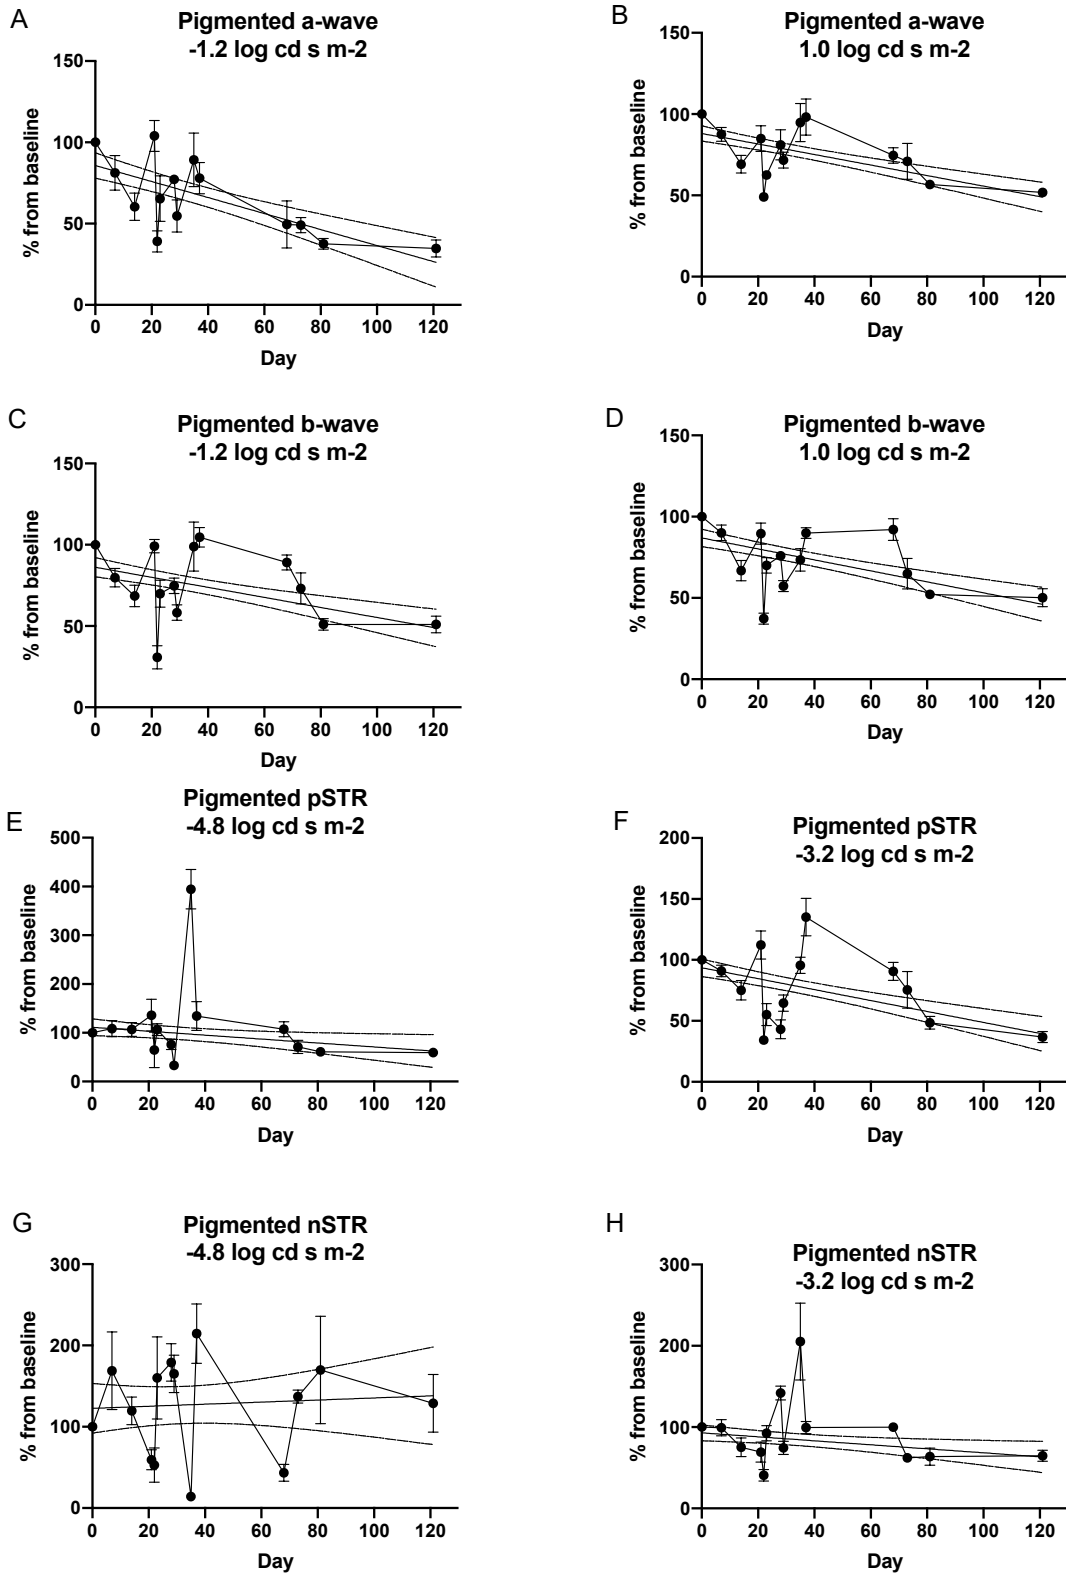 A
Pigmented a-wave
-1.2 log cd s m-2
150
100
50
0
% from baseline
0 20 40 60 80 100 120
Day
B
Pigmented a-wave
1.0 log cd s m-2
150
100
50
0
% from baseline
0 20 40 60 80 100 120
Day
C
Pigmented b-wave
-1.2 log cd s m-2
150
100
50
0
% from baseline
0 20 40 60 80 100 120
Day
D
Pigmented b-wave
1.0 log cd s m-2
150
100
50
0
% from baseline
0 20 40 60 80 100 120
Day
E
Pigmented pSTR
-4.8 log cd s m-2
500
400
300
200
100
0
% from baseline
0 20 40 60 80 100 120
Day
F
Pigmented pSTR
-3.2 log cd s m-2
200
150
100
50
0
% from baseline
0 20 40 60 80 100 120
Day
G
Pigmented nSTR
-4.8 log cd s m-2
300
200
100
0
% from baseline
0 20 40 60 80 100 120
Day
H
Pigmented nSTR
-3.2 log cd s m-2
300
200
100
0
% from baseline
0 20 40 60 80 100 120
Day